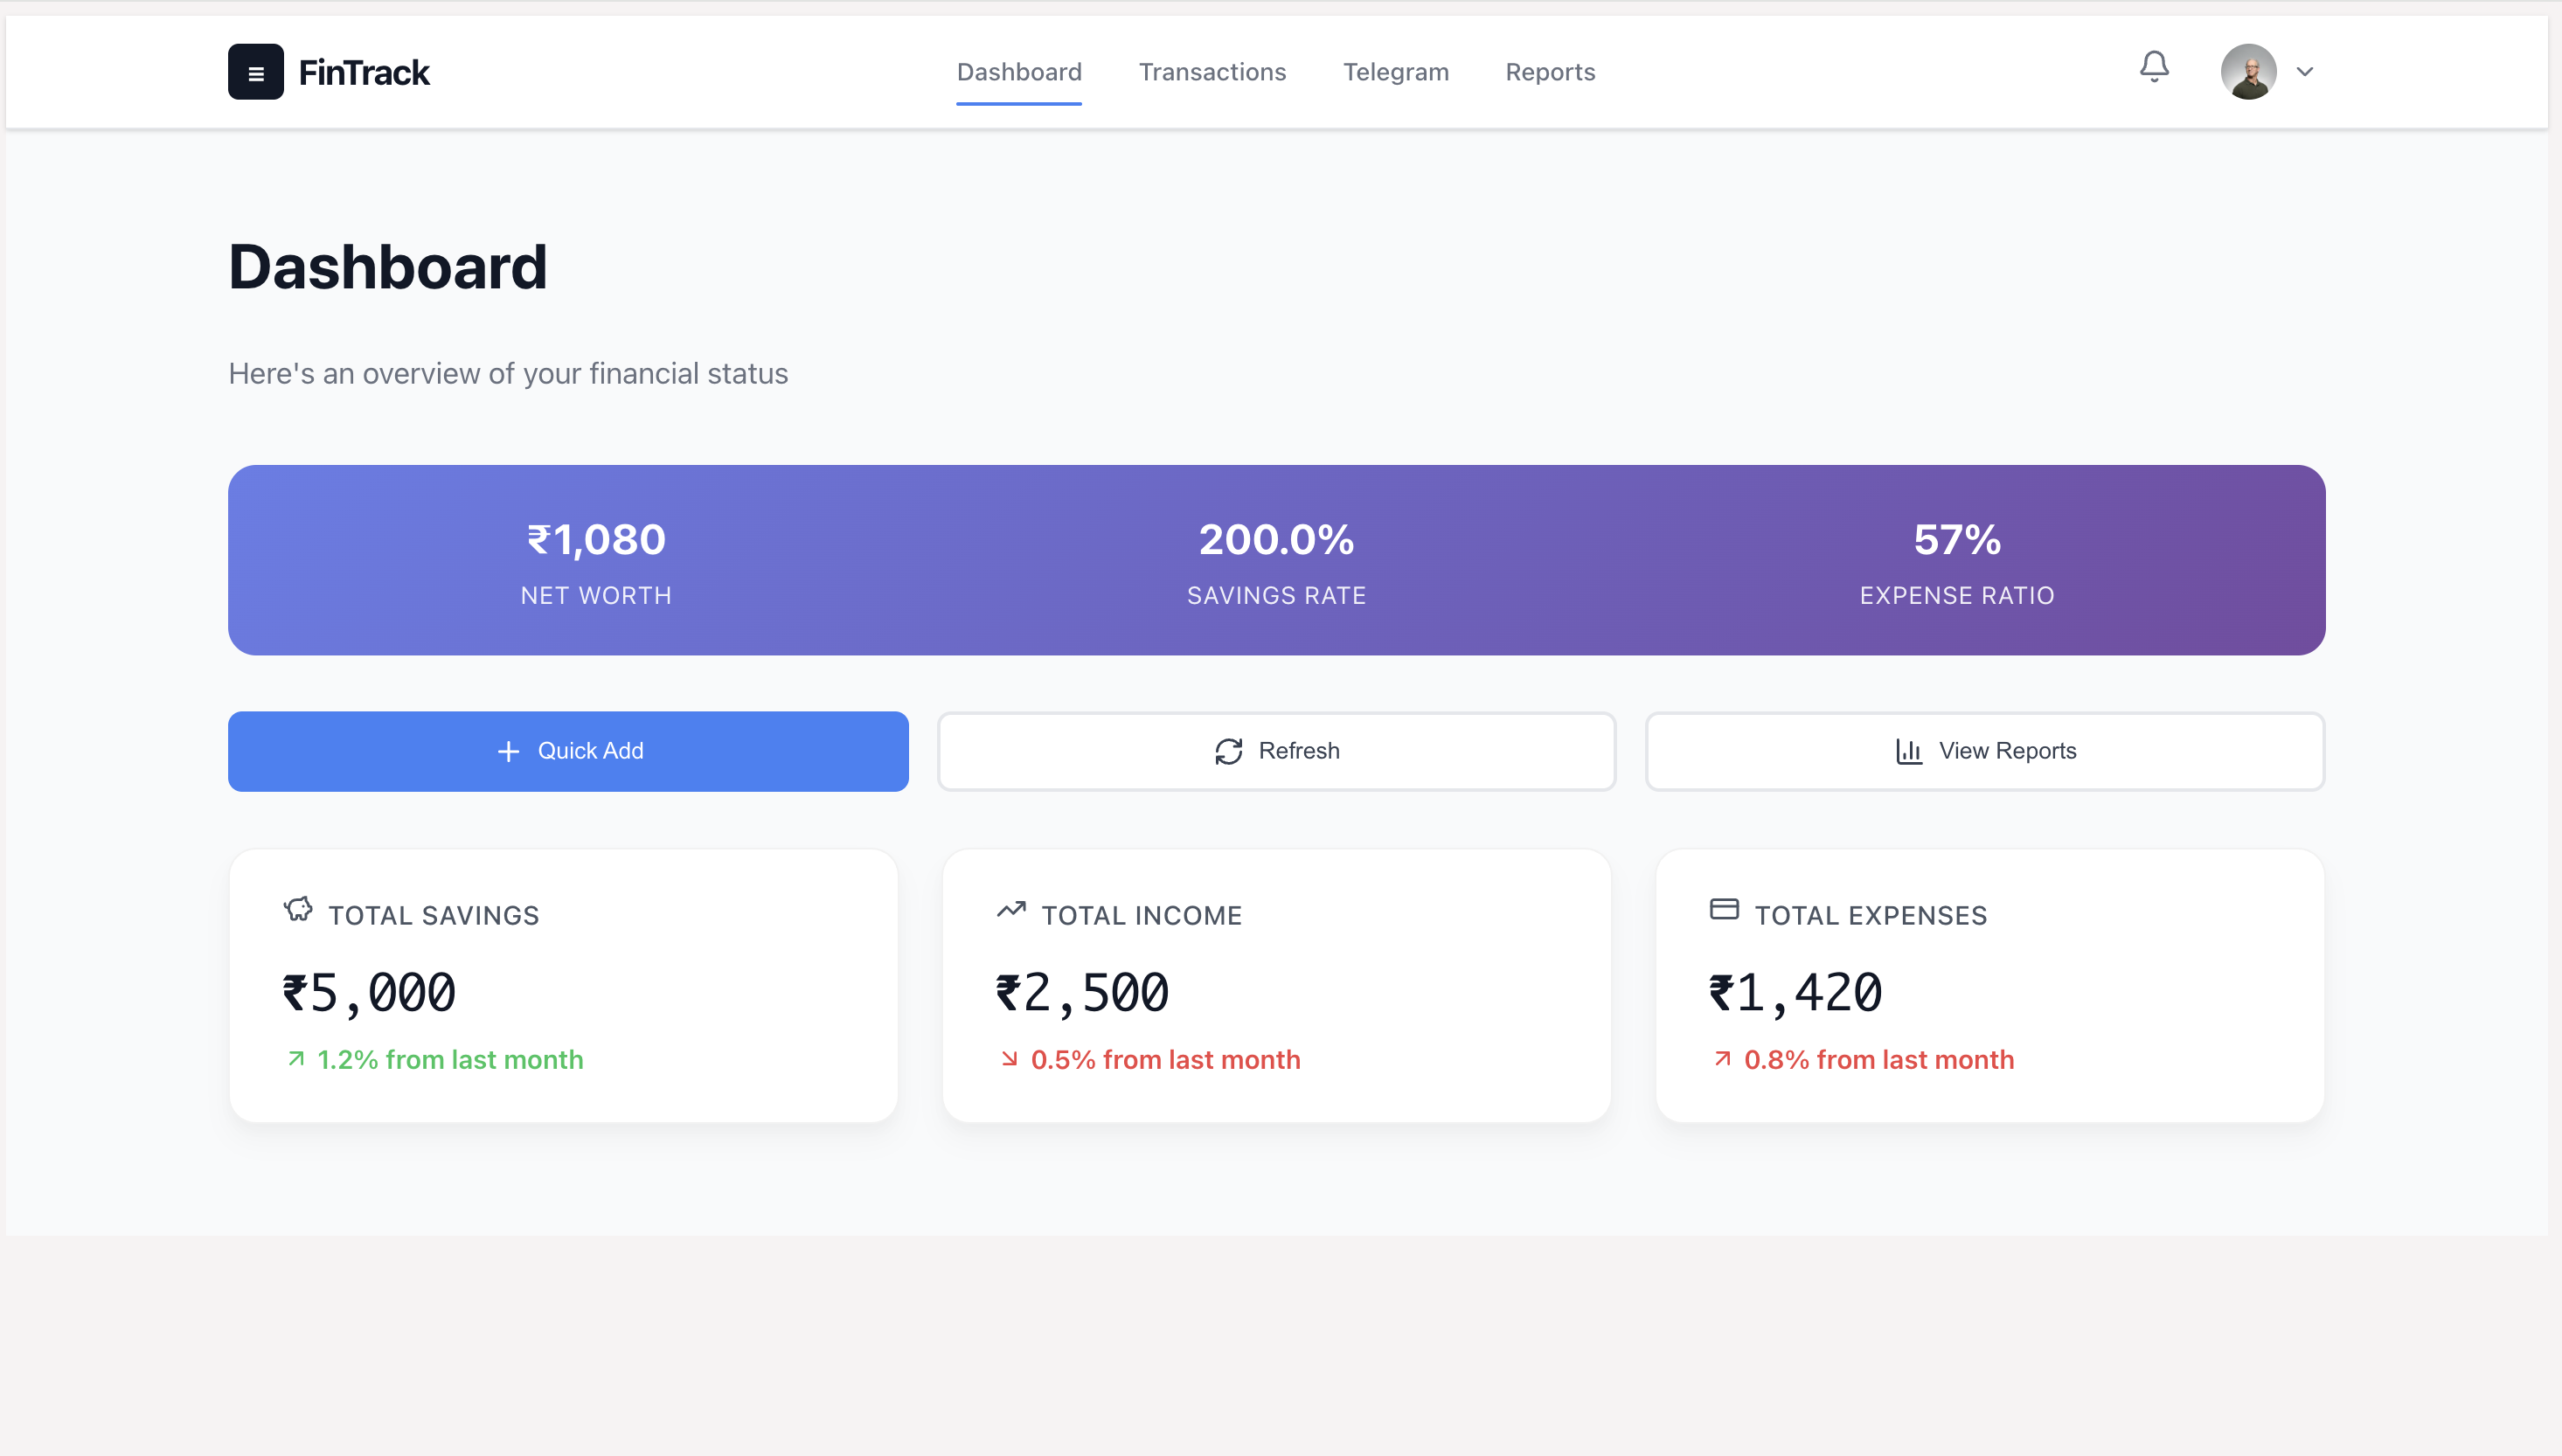 FinTrack
Dashboard Transactions Telegram Reports
Dashboard
Here's an overview of your financial status
₹1,080 200.0% 57%
NET WORTH SAVINGS RATE EXPENSE RATIO
Quick Add Refresh View Reports
TOTAL SAVINGS TOTAL INCOME TOTAL EXPENSES
₹5,000 ₹2,500 ₹1,420
1.2% from last month 0.5% from last month 0.8% from last month